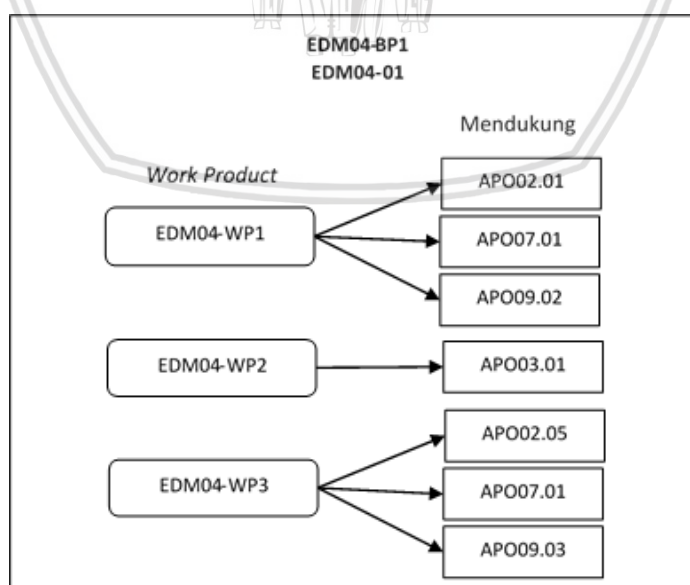 EDM04-BP1
EDM04-01
Mendukung
Work Product
APO02.01
EDM04-WP1
APO07.01
APO09.02
EDM04-WP2
APO03.01
APO02.05
EDM04-WP3
APO07.01
APO09.03